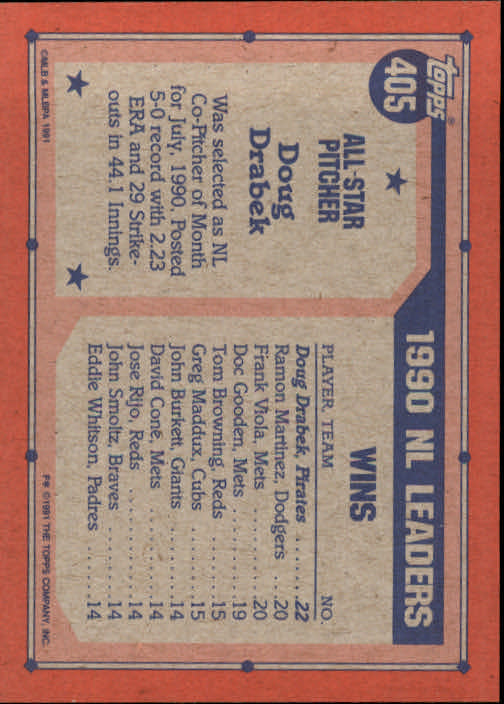 Topps®
405
1990 NL LEADERS
ALL-STAR
PITCHER
Doug
Drabek
Was selected as NL
Co-Pitcher of Month
for July, 1990. Posted
5-0 record with 2.23
ERA and 29 Strike-
outs in 44.1 Innings.
WINS
PLAYER, TEAM NO.
Doug Drabek, Pirates ........ 22
Ramon Martinez, Dodgers ... 20
Frank Viola, Mets ............ 20
Doc Gooden, Mets ............ 19
Tom Browning, Reds ......... 15
Greg Maddux, Cubs ......... 15
John Burkett, Giants ......... 14
David Cone, Mets ............ 14
Jose Rijo, Reds ............... 14
John Smoltz, Braves ......... 14
Eddie Whitson, Padres ...... 14
©MLB & MLBPA 1991
P® ©1991 THE TOPPS COMPANY, INC.